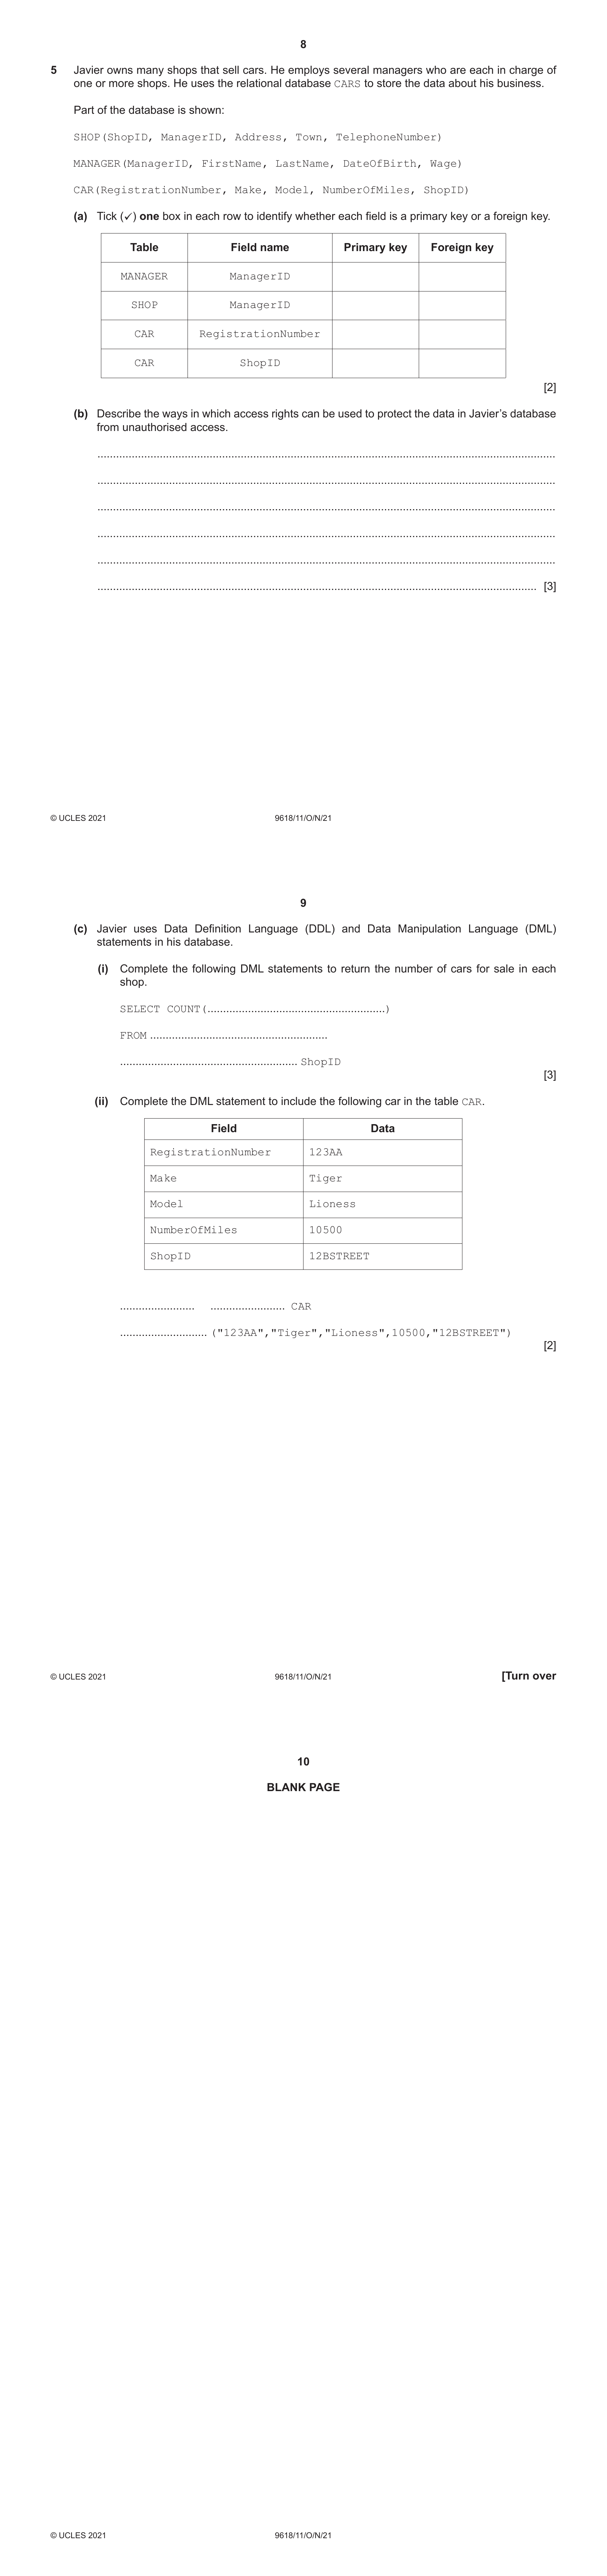 8
5 Javier owns many shops that sell cars. He employs several managers who are each in charge of
one or more shops. He uses the relational database CARS to store the data about his business.
Part of the database is shown:
SHOP(ShopID, ManagerID, Address, Town, TelephoneNumber)
MANAGER(ManagerID, FirstName, LastName, DateOfBirth, Wage)
CAR(RegistrationNumber, Make, Model, NumberOfMiles, ShopID)
(a) Tick (✓) one box in each row to identify whether each field is a primary key or a foreign key.
Table Field name Primary key Foreign key
MANAGER ManagerID
SHOP ManagerID
CAR RegistrationNumber
CAR ShopID
[2]
(b) Describe the ways in which access rights can be used to protect the data in Javier's database
from unauthorised access.
...................................................................................................................................................
...................................................................................................................................................
...................................................................................................................................................
...................................................................................................................................................
...................................................................................................................................................
............................................................................................................................................. [3]
© UCLES 2021 9618/11/O/N/21
9
(c) Javier uses Data Definition Language (DDL) and Data Manipulation Language (DML)
statements in his database.
(i) Complete the following DML statements to return the number of cars for sale in each
shop.
SELECT COUNT(.........................................................)
FROM .........................................................
......................................................... ShopID
[3]
(ii) Complete the DML statement to include the following car in the table CAR.
Field Data
RegistrationNumber 123AA
Make Tiger
Model Lioness
NumberOfMiles 10500
ShopID 12BSTREET
........................ ........................ CAR
............................ ("123AA","Tiger","Lioness",10500,"12BSTREET")
[2]
© UCLES 2021 9618/11/O/N/21 [Turn over
10
BLANK PAGE
© UCLES 2021 9618/11/O/N/21